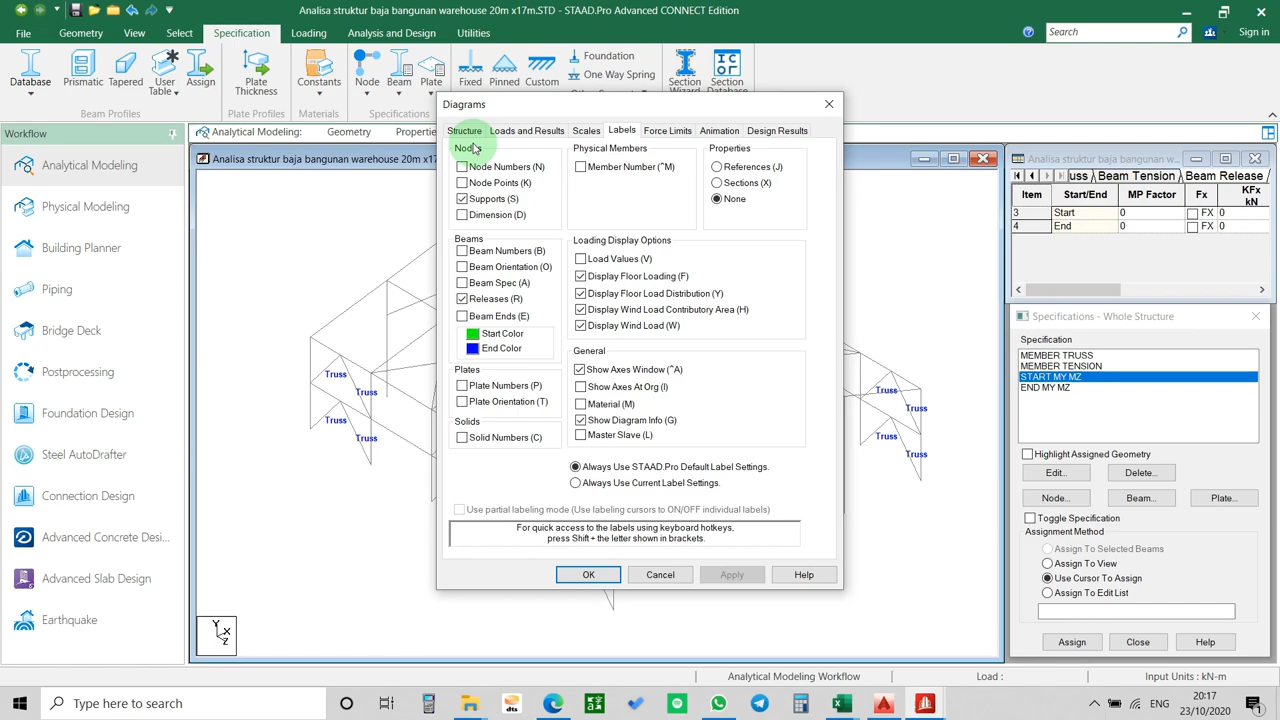 Analisa struktur baja bangunan warehouse 20m x17m.STD - STAAD.Pro Advanced CONNECT Edition
File Geometry View Select Specification Loading Analysis and Design Utilities
Search
Sign in
Database
Prismatic
Tapered
User
Table
Assign
Plate
Thickness
Constants
Node
Beam
Plate
Fixed
Pinned
Custom
Foundation
One Way Spring
Section
Wizard
Section
Database
Beam Profiles
Plate Profiles
Materials
Specifications
Workflow
Analytical Modeling
Physical Modeling
Building Planner
Piping
Bridge Deck
Postprocessing
Foundation Design
Steel AutoDrafter
Connection Design
Advanced Concrete Desi...
Advanced Slab Design
Earthquake
Analytical Modeling: Geometry
Analisa struktur baja bangunan warehouse 20m x17
Truss
Truss
Truss
Truss
Truss
Truss
Truss
Truss
Y
X
Z
Diagrams
Structure Loads and Results Scales Labels Force Limits Animation Design Results
Node Numbers (N)
Node Points (K)
Supports (S)
Dimension (D)
Beams
Beam Numbers (B)
Beam Orientation (O)
Beam Spec (A)
Releases (R)
Beam Ends (E)
Start Color
End Color
Plates
Plate Numbers (P)
Plate Orientation (T)
Solids
Solid Numbers (C)
Physical Members
Member Number (^M)
Properties
References (J)
Sections (X)
None
Loading Display Options
Load Values (V)
Display Floor Loading (F)
Display Floor Load Distribution (Y)
Display Wind Load Contributory Area (H)
Display Wind Load (W)
General
Show Axes Window (^A)
Show Axes At Org (I)
Material (M)
Show Diagram Info (G)
Master Slave (L)
Always Use STAAD.Pro Default Label Settings.
Always Use Current Label Settings.
Use partial labeling mode (Use labeling cursors to ON/OFF individual labels)
For quick access to the labels using keyboard hotkeys,
press Shift + the letter shown in brackets.
OK Cancel Apply Help
Analisa struktur baja bangunan warehouse 20m x
Beam Tension Beam Release
Item Start/End MP Factor Fx KFx
kN
3 Start 0 FX 0
4 End 0 FX 0
Specifications - Whole Structure
Specification
MEMBER TRUSS
MEMBER TENSION
START MY MZ
END MY MZ
Highlight Assigned Geometry
Edit... Delete...
Node... Beam... Plate...
Toggle Specification
Assignment Method
Assign To Selected Beams
Assign To View
Use Cursor To Assign
Assign To Edit List
Assign Close Help
Analytical Modeling Workflow Load : Input Units : kN-m
Type here to search
dts
ENG
20:17
23/10/2020